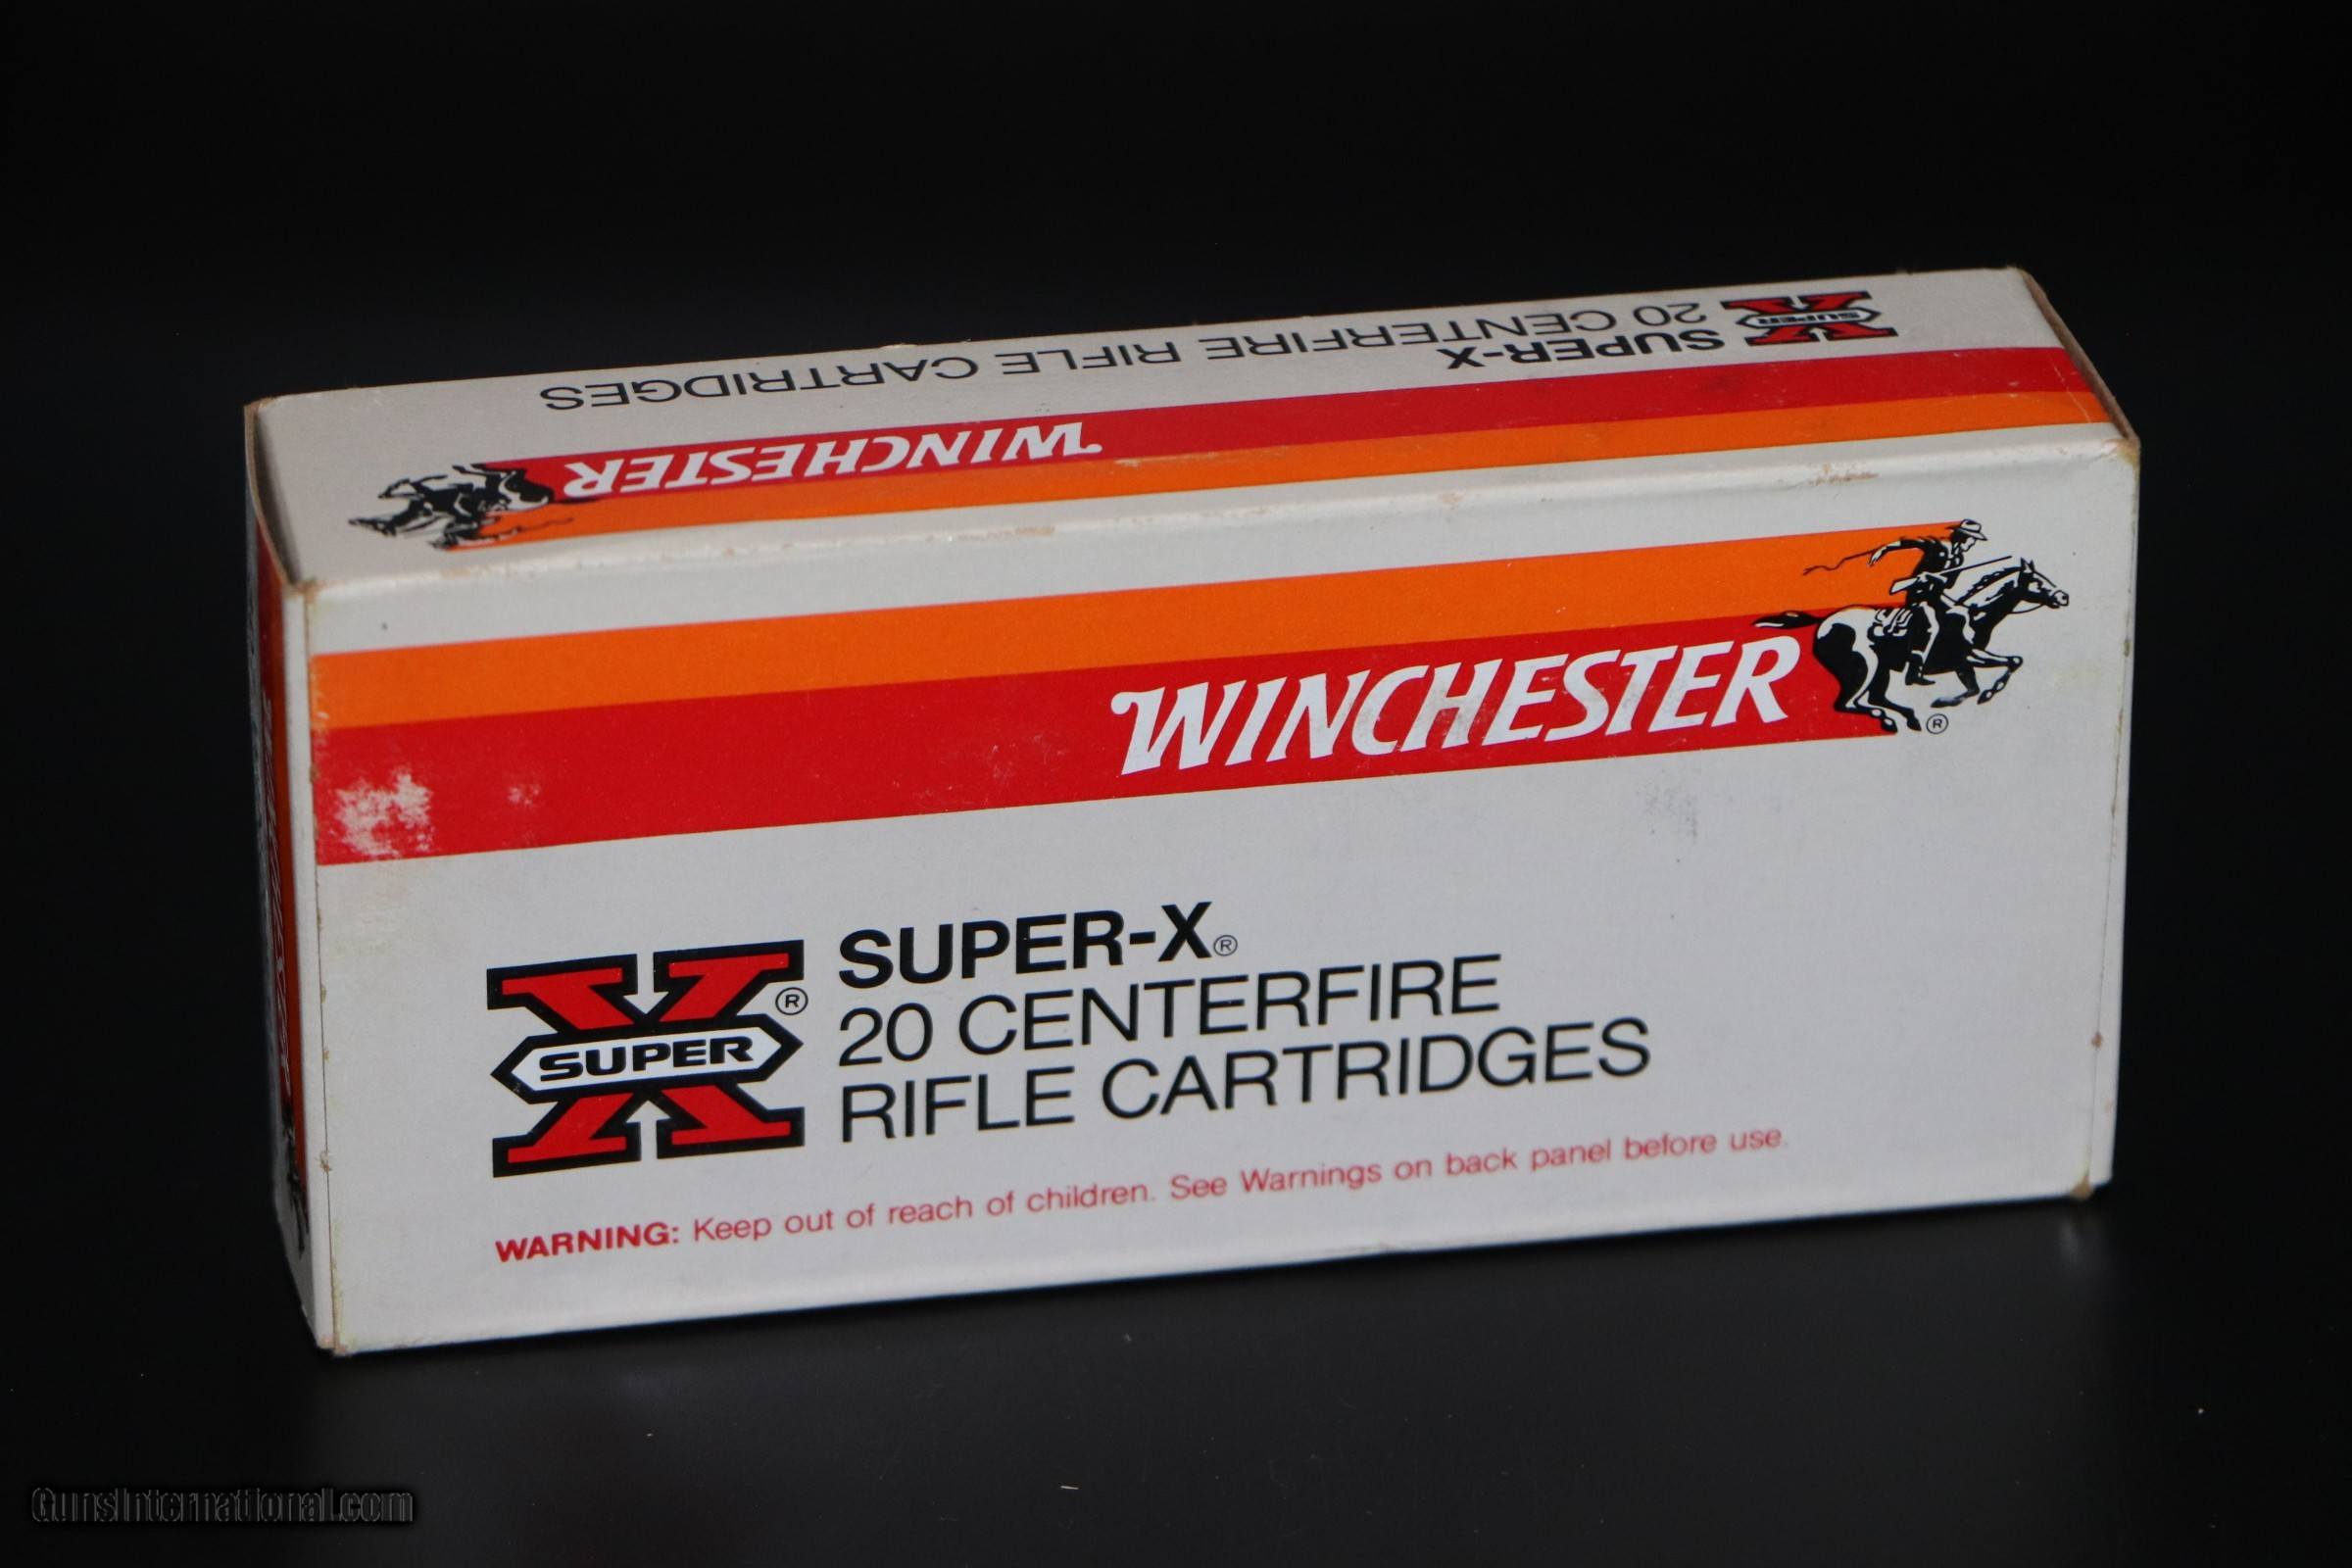 SUPER
SUPER-X
20 CENTERFIRE RIFLE CARTRIDGES
WINCHESTER
WINCHESTER
®
SUPER-X®
20 CENTERFIRE
RIFLE CARTRIDGES
SUPER
®
WARNING: Keep out of reach of children. See Warnings on back panel before use.
GunsInternational.com